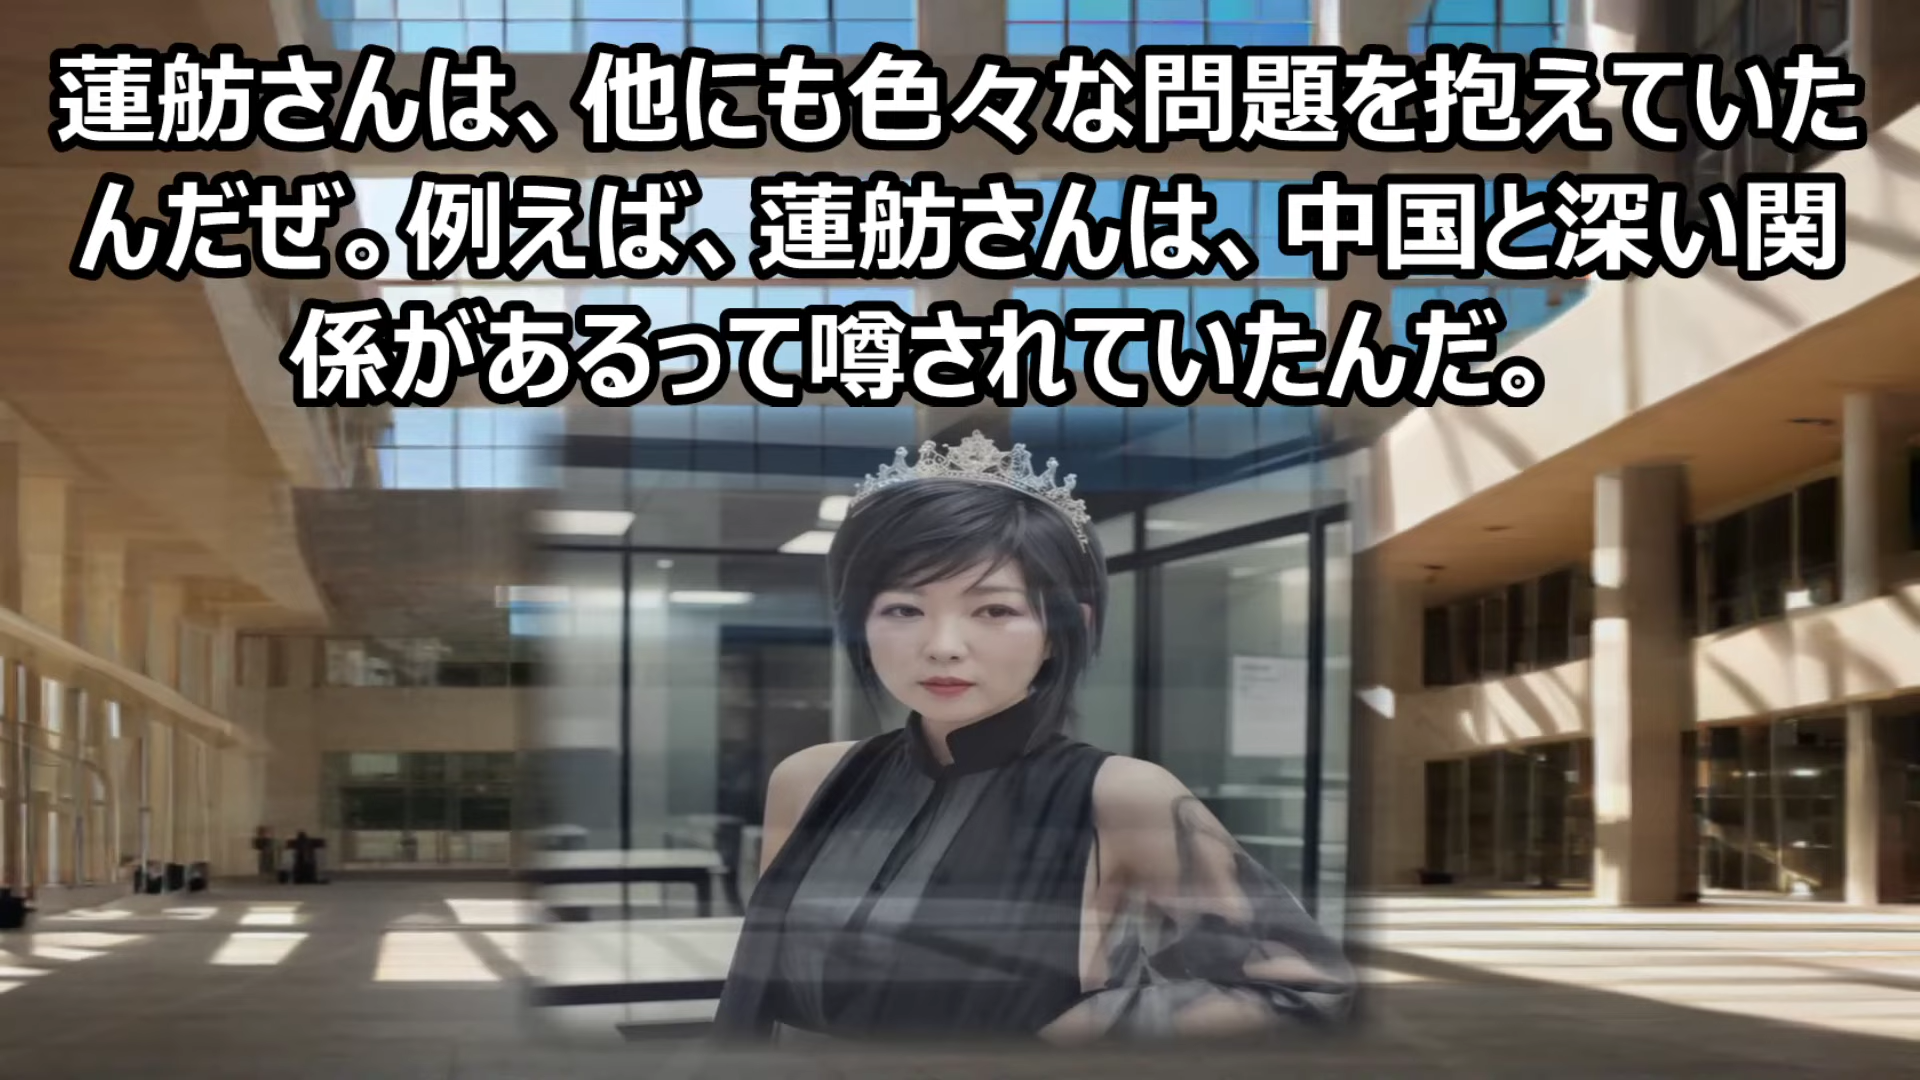 蓮舫さんは、他にも色々な問題を抱えていた
んだぜ。例えば、蓮舫さんは、中国と深い関
係があるって噂されていたんだ。